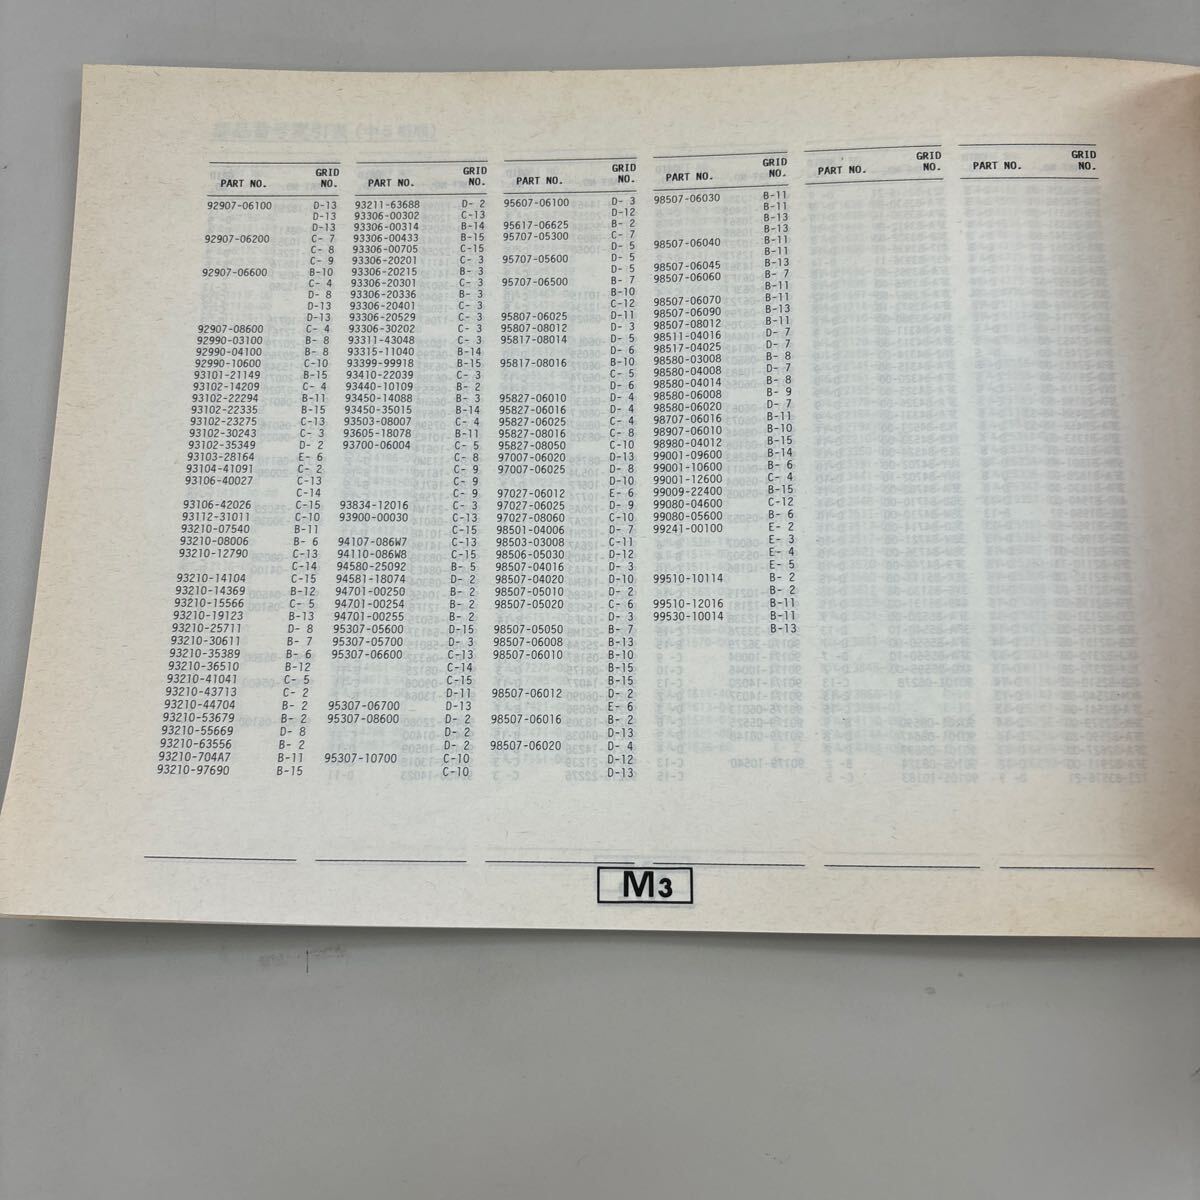 PART NO. GRID NO.
92907-06100 D-13
D-13
D-13
92907-06200 C- 7
C- 8
C- 9
92907-06600 B-10
C- 4
D- 8
D-13
D-13
92907-08600 C- 4
92990-03100 B- 8
92990-04100 B- 8
92990-10600 C-10
93101-21149 B-15
93102-14209 C- 4
93102-22294 B-11
93102-22335 B-15
93102-23275 C-13
93102-30243 C- 3
93102-35349 D- 2
93103-28164 E- 6
93104-41091 C- 2
93106-40027 C-13
C-14
93106-42026 C-15
93112-31011 C-10
93210-07540 B-11
93210-08006 B- 6
93210-12790 C-13
C-14
93210-14104 C-15
93210-14369 B-12
93210-15566 C- 5
93210-19123 B-13
93210-25711 D- 8
93210-30611 B- 7
93210-35389 B- 6
93210-36510 B-12
93210-41041 C- 5
93210-43713 C- 2
93210-44704 B- 2
93210-53679 B- 2
93210-55669 D- 8
93210-63556 B- 2
93210-704A7 B-11
93210-97690 B-15
PART NO. GRID NO.
93211-63688 D- 2
93306-00302 C-13
93306-00314 B-14
93306-00433 B-15
93306-00705 C-15
93306-20201 C- 3
93306-20215 B- 3
93306-20301 C- 3
93306-20336 B- 3
93306-20401 C- 3
93306-20529 C- 3
93306-30202 C- 3
93311-43048 C- 3
93315-11040 B-14
93399-99918 B-15
93410-22039 C- 3
93440-10109 B- 2
93450-14088 B- 3
93450-35015 B-14
93503-08007 C- 4
93605-18078 B-11
93700-06004 C- 5
C- 8
C- 9
C- 9
C- 9
93834-12016 C- 3
93900-00030 C-13
C-15
94107-086W7 C-13
94110-086W8 C-15
94580-25092 B- 5
94581-18074 D- 2
94701-00250 B- 2
94701-00254 B- 2
94701-00255 B- 2
95307-05600 D-15
95307-05700 D- 3
95307-06600 C-13
C-14
C-15
D-11
95307-06700 D-13
95307-08600 D- 2
D- 2
D- 2
95307-10700 C-10
C-10
PART NO. GRID NO.
95607-06100 D- 3
D-12
95617-06625 B- 2
95707-05300 C- 7
D- 5
95707-05600 D- 5
D- 5
95707-06500 B- 7
B-10
C-12
95807-06025 D-11
95807-08012 D- 3
95817-08014 D- 5
D- 6
95817-08016 B-10
C- 5
D- 6
95827-06010 D- 4
95827-06016 D- 4
95827-06025 C- 4
95827-08016 C- 8
95827-08050 C-10
97007-06020 D-13
97007-06025 D- 8
D-10
97027-06012 E- 6
97027-06025 D- 9
97027-08060 C-10
98501-04006 D- 7
98503-03008 C-11
98506-05030 D-12
98507-04016 D- 3
98507-04020 D-10
98507-05010 D- 2
98507-05020 C- 6
D- 3
98507-05050 B- 7
98507-06008 B-13
98507-06010 B-10
B-15
B-15
98507-06012 D- 2
E- 6
98507-06016 B- 2
D-13
98507-06020 D- 4
D-12
D-13
PART NO. GRID NO.
98507-06030 B-11
B-11
B-13
B-13
98507-06040 B-11
B-11
98507-06045 B-13
98507-06060 B- 7
B-11
98507-06070 B-11
98507-06090 B-13
98507-08012 B-11
98511-04016 D- 7
98517-04025 D- 7
98580-03008 B- 8
98580-04008 D- 7
98580-04014 B- 8
98580-06008 B- 9
98580-06020 D- 7
98707-06016 B-11
98907-06010 B-10
98980-04012 B-15
99001-09600 B-14
99001-10600 B- 6
99001-12600 C- 4
99009-22400 B-15
99080-04600 C-12
99080-05600 B- 6
99241-00100 E- 2
E- 3
E- 4
E- 5
99510-10114 B- 2
B- 2
99510-12016 B-11
99530-10014 B-11
B-13
PART NO. GRID NO.
PART NO. GRID NO.
M3